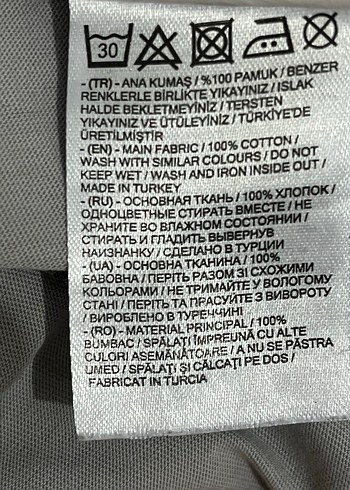 30
- (TR) - ANA KUMAŞ / %100 PAMUK / BENZER
RENKLERLE BİRLİKTE YIKAYINIZ / ISLAK
HALDE BEKLETMEYİNİZ / TERSTEN
YIKAYINIZ VE ÜTÜLEYİNİZ / TÜRKİYE'DE
ÜRETİLMİŞTİR
- (EN) - MAIN FABRIC / 100% COTTON /
WASH WITH SIMILAR COLOURS / DO NOT
KEEP WET / WASH AND IRON INSIDE OUT /
MADE IN TURKEY
- (RU) - ОСНОВНАЯ ТКАНЬ / 100% ХЛОПОК /
ОДНОЦВЕТНЫЕ СТИРАТЬ ВМЕСТЕ / НЕ
ХРАНИТЕ ВО ВЛАЖНОМ СОСТОЯНИИ /
СТИРАТЬ И ГЛАДИТЬ ВЫВЕРНУВ
НАИЗНАНКУ / СДЕЛАНО В ТУРЦИИ
- (UA) - ОСНОВНА ТКАНИНА / 100%
БАВОВНА / ПЕРІТЬ РАЗОМ ЗІ СХОЖИМИ
КОЛЬОРАМИ / НЕ ТРИМАЙТЕ У ВОЛОГОМУ
СТАНІ / ПЕРІТЬ ТА ПРАСУЙТЕ З ВИВОРОТУ
/ ВИРОБЛЕНО В ТУРЕЧЧИНІ
- (RO) - MATERIAL PRINCIPAL / 100%
BUMBAC / SPĂLAŢI ÎMPREUNĂ CU ALTE
CULORI ASEMĂNĂTOARE / A NU SE PĂSTRA
UMED / SPĂLAŢI ŞI CĂLCAŢI PE DOS /
FABRICAT IN TURCIA